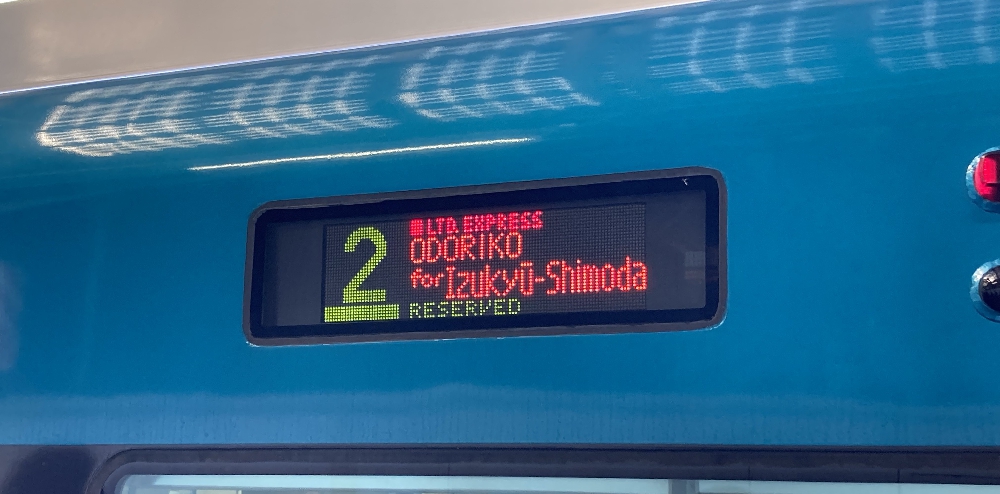 2
LTD. EXPRESS
ODORIKO
for Izukyū-Shimoda
RESERVED